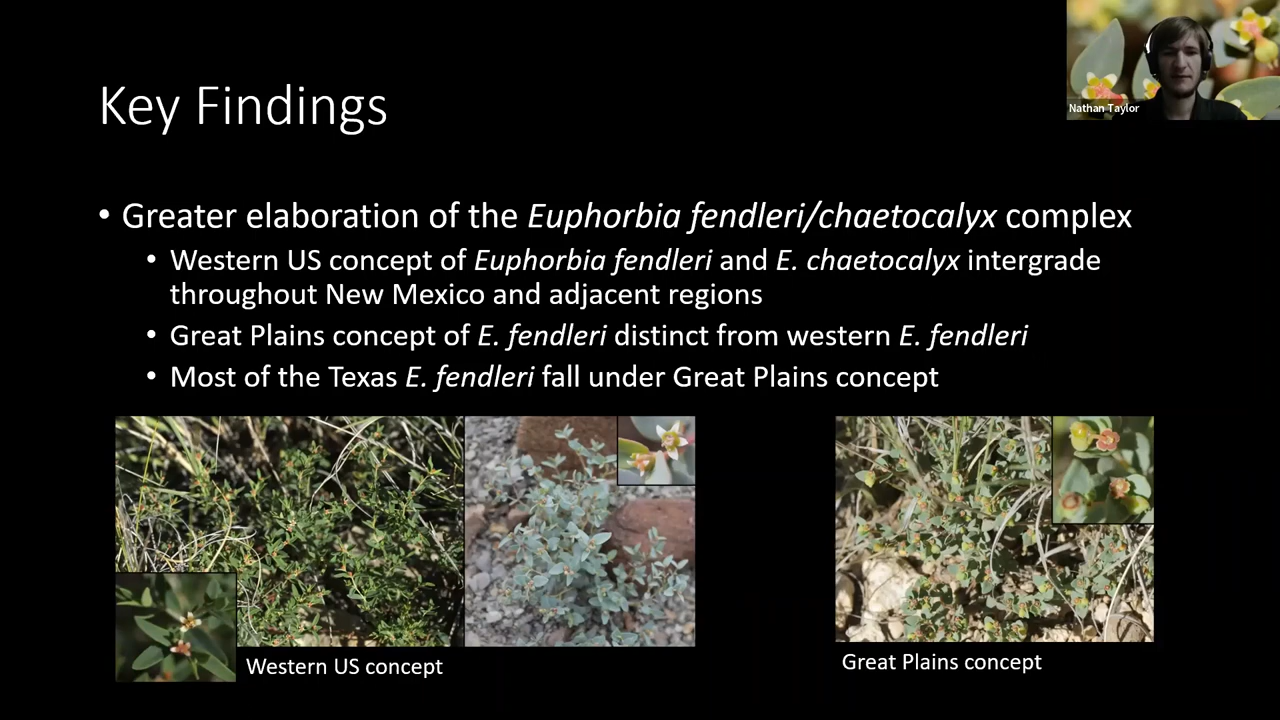 Nathan Taylor
Key Findings
• Greater elaboration of the Euphorbia fendleri/chaetocalyx complex
• Western US concept of Euphorbia fendleri and E. chaetocalyx intergrade
throughout New Mexico and adjacent regions
• Great Plains concept of E. fendleri distinct from western E. fendleri
• Most of the Texas E. fendleri fall under Great Plains concept
Western US concept
Great Plains concept